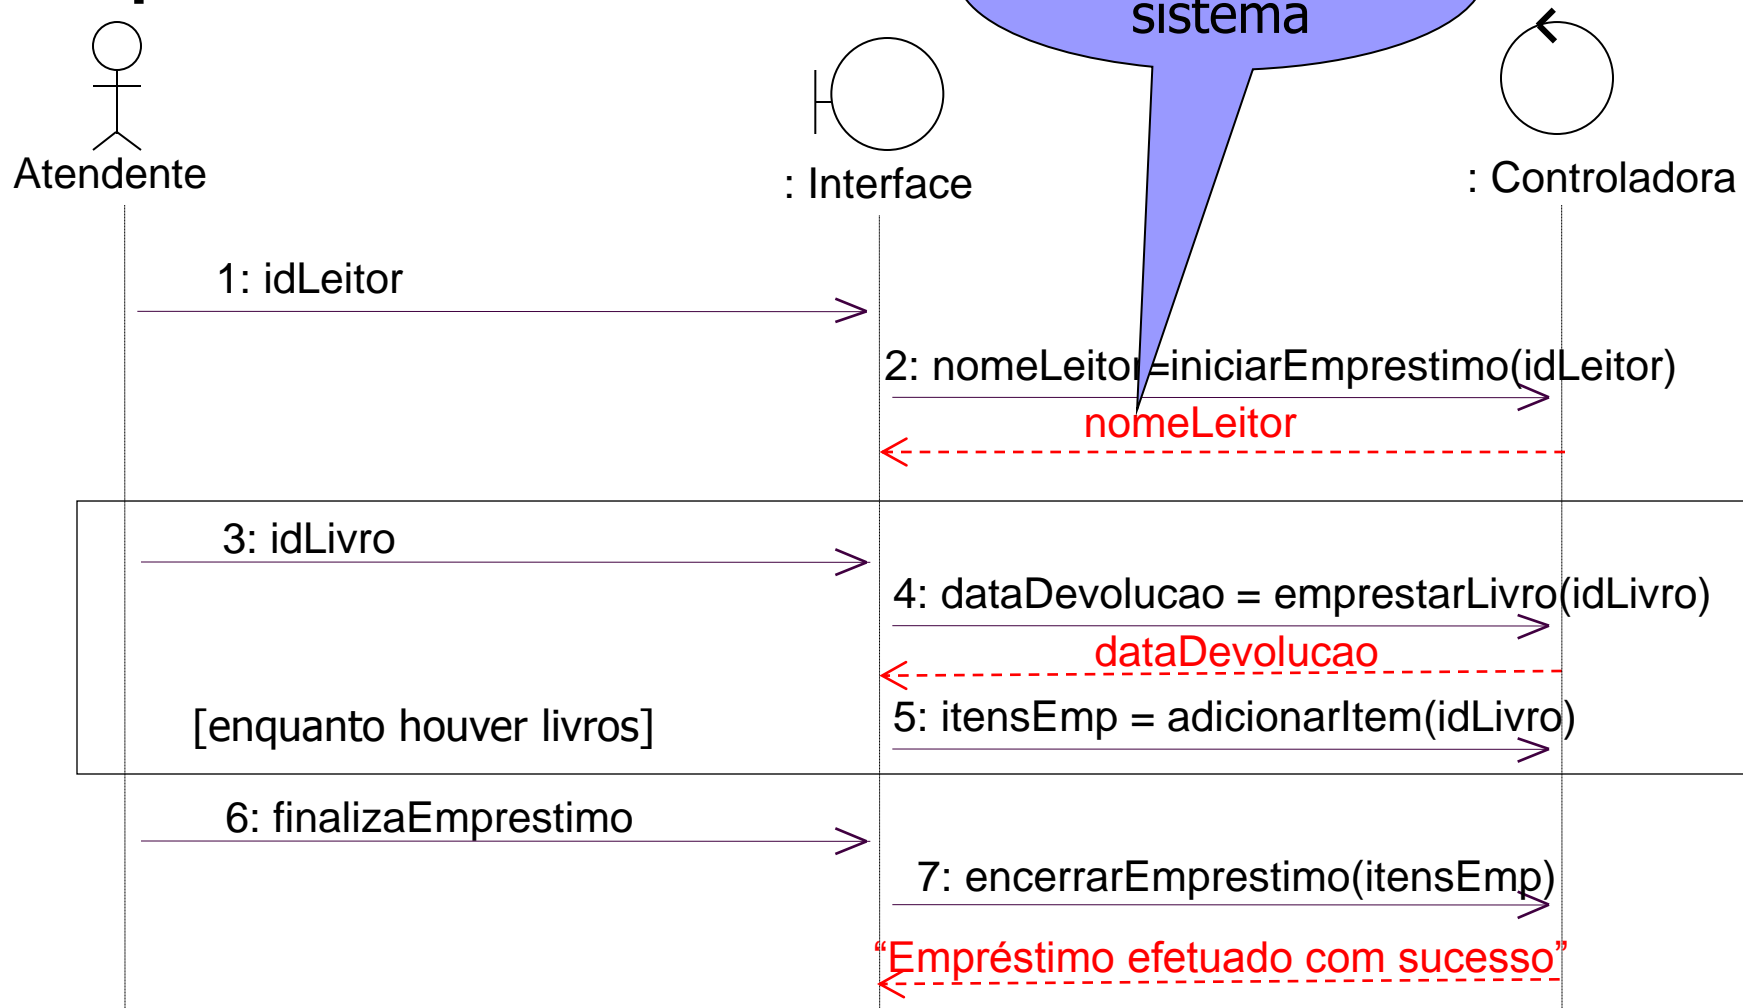 sistema
Atendente
: Interface
: Controladora
1: idLeitor
2: nomeLeitor=iniciarEmprestimo(idLeitor)
nomeLeitor
3: idLivro
4: dataDevolucao = emprestarLivro(idLivro)
dataDevolucao
[enquanto houver livros]
5: itensEmp = adicionarItem(idLivro)
6: finalizaEmprestimo
7: encerrarEmprestimo(itensEmp)
“Empréstimo efetuado com sucesso”